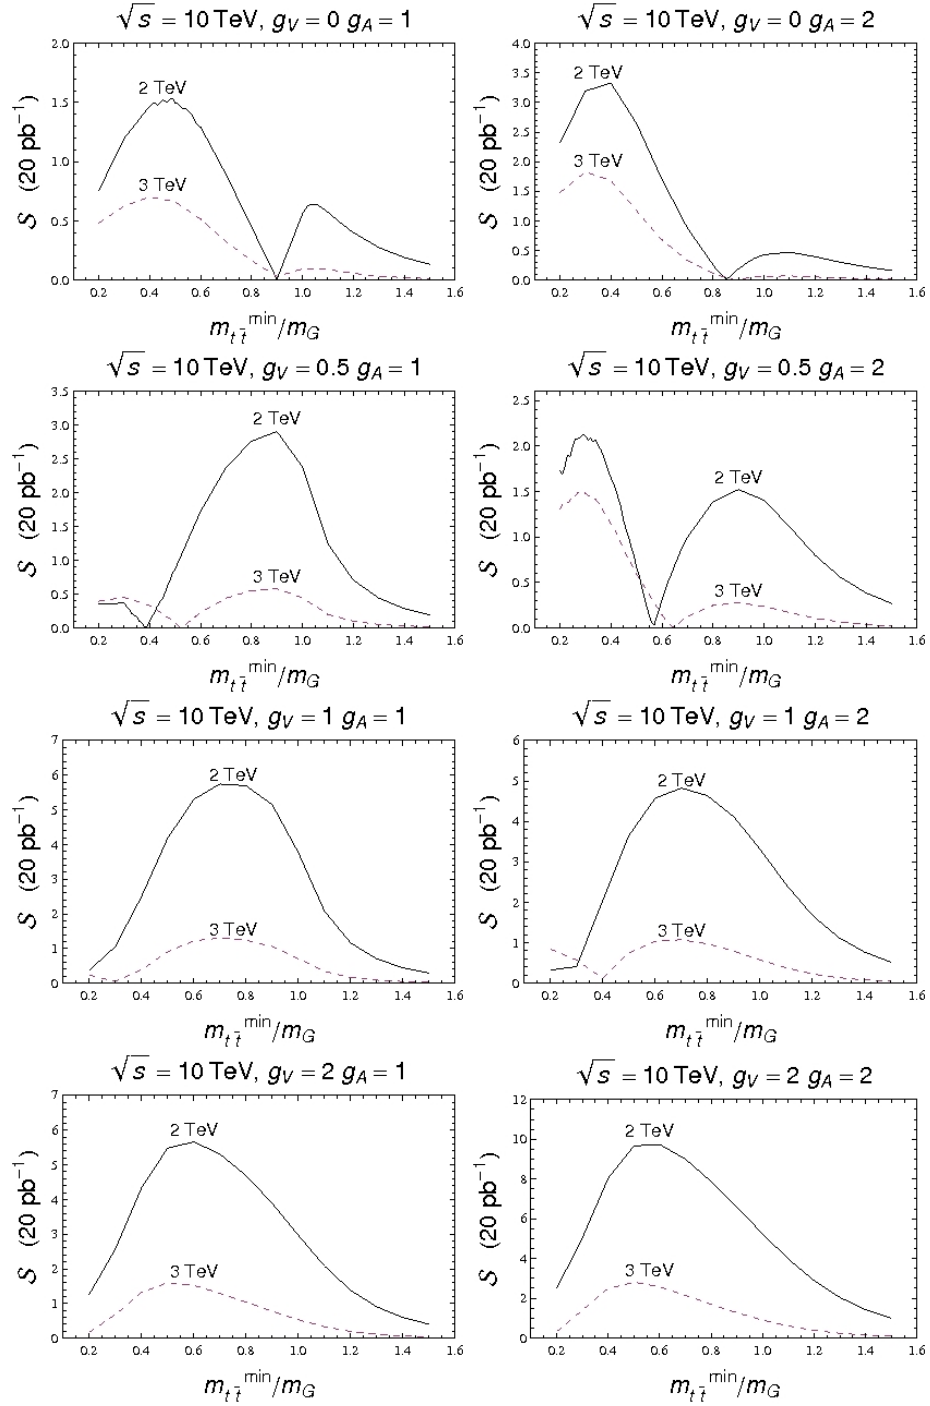 √s = 10 TeV, g_V = 0 g_A = 1
2.0
1.5
1.0
0.5
0.0
S (20 pb⁻¹)
2 TeV
3 TeV
0.2 0.4 0.6 0.8 1.0 1.2 1.4 1.6
m_{tt̄}^{min}/m_G
√s = 10 TeV, g_V = 0 g_A = 2
4.0
3.5
3.0
2.5
2.0
1.5
1.0
0.5
0.0
S (20 pb⁻¹)
2 TeV
3 TeV
0.2 0.4 0.6 0.8 1.0 1.2 1.4 1.6
m_{tt̄}^{min}/m_G
√s = 10 TeV, g_V = 0.5 g_A = 1
3.5
3.0
2.5
2.0
1.5
1.0
0.5
0.0
S (20 pb⁻¹)
2 TeV
3 TeV
0.2 0.4 0.6 0.8 1.0 1.2 1.4 1.6
m_{tt̄}^{min}/m_G
√s = 10 TeV, g_V = 0.5 g_A = 2
2.5
2.0
1.5
1.0
0.5
0.0
S (20 pb⁻¹)
2 TeV
3 TeV
0.2 0.4 0.6 0.8 1.0 1.2 1.4 1.6
m_{tt̄}^{min}/m_G
√s = 10 TeV, g_V = 1 g_A = 1
7
6
5
4
3
2
1
0
S (20 pb⁻¹)
2 TeV
3 TeV
0.2 0.4 0.6 0.8 1.0 1.2 1.4 1.6
m_{tt̄}^{min}/m_G
√s = 10 TeV, g_V = 1 g_A = 2
6
5
4
3
2
1
0
S (20 pb⁻¹)
2 TeV
3 TeV
0.2 0.4 0.6 0.8 1.0 1.2 1.4 1.6
m_{tt̄}^{min}/m_G
√s = 10 TeV, g_V = 2 g_A = 1
7
6
5
4
3
2
1
0
S (20 pb⁻¹)
2 TeV
3 TeV
0.2 0.4 0.6 0.8 1.0 1.2 1.4 1.6
m_{tt̄}^{min}/m_G
√s = 10 TeV, g_V = 2 g_A = 2
12
10
8
6
4
2
0
S (20 pb⁻¹)
2 TeV
3 TeV
0.2 0.4 0.6 0.8 1.0 1.2 1.4 1.6
m_{tt̄}^{min}/m_G